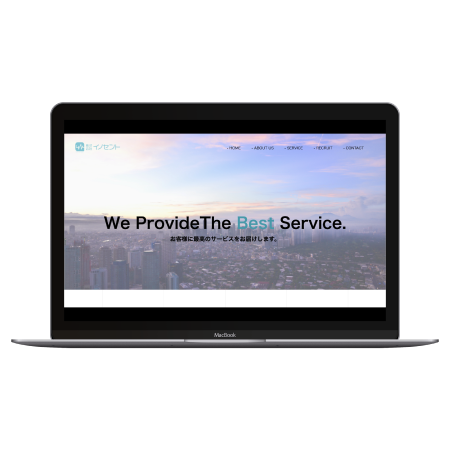 インセント
HOME ABOUT US SERVICE RECRUIT CONTACT
We ProvideThe Best Service.
お客様に最高のサービスをお届けします。
MacBook